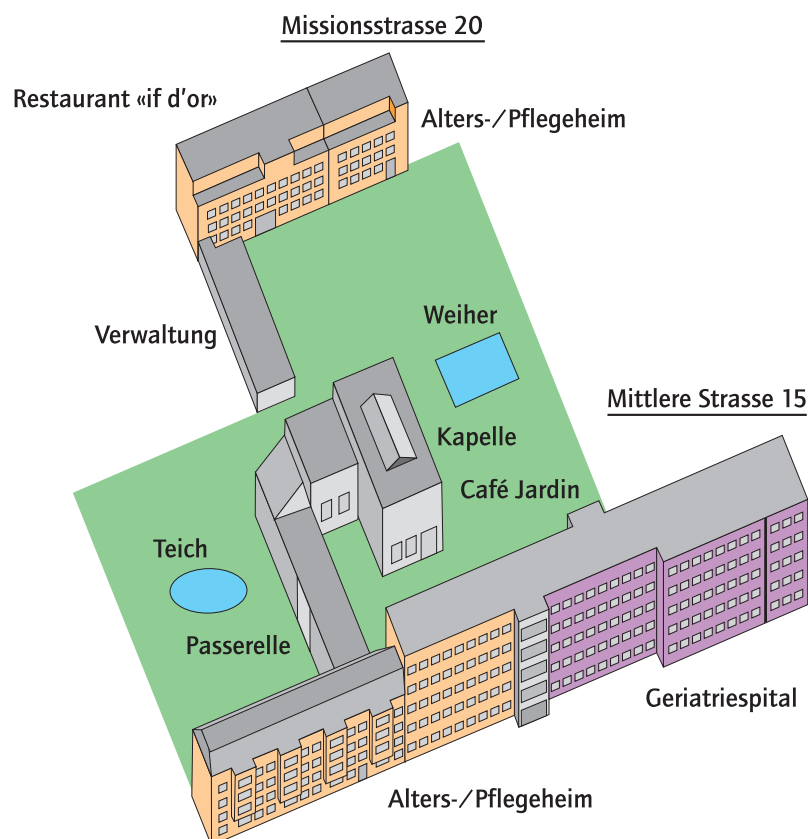 Missionsstrasse 20
Restaurant «if d’or»
Alters-/Pflegeheim
Verwaltung
Weiher
Mittlere Strasse 15
Kapelle
Café Jardin
Teich
Passerelle
Geriatriespital
Alters-/Pflegeheim